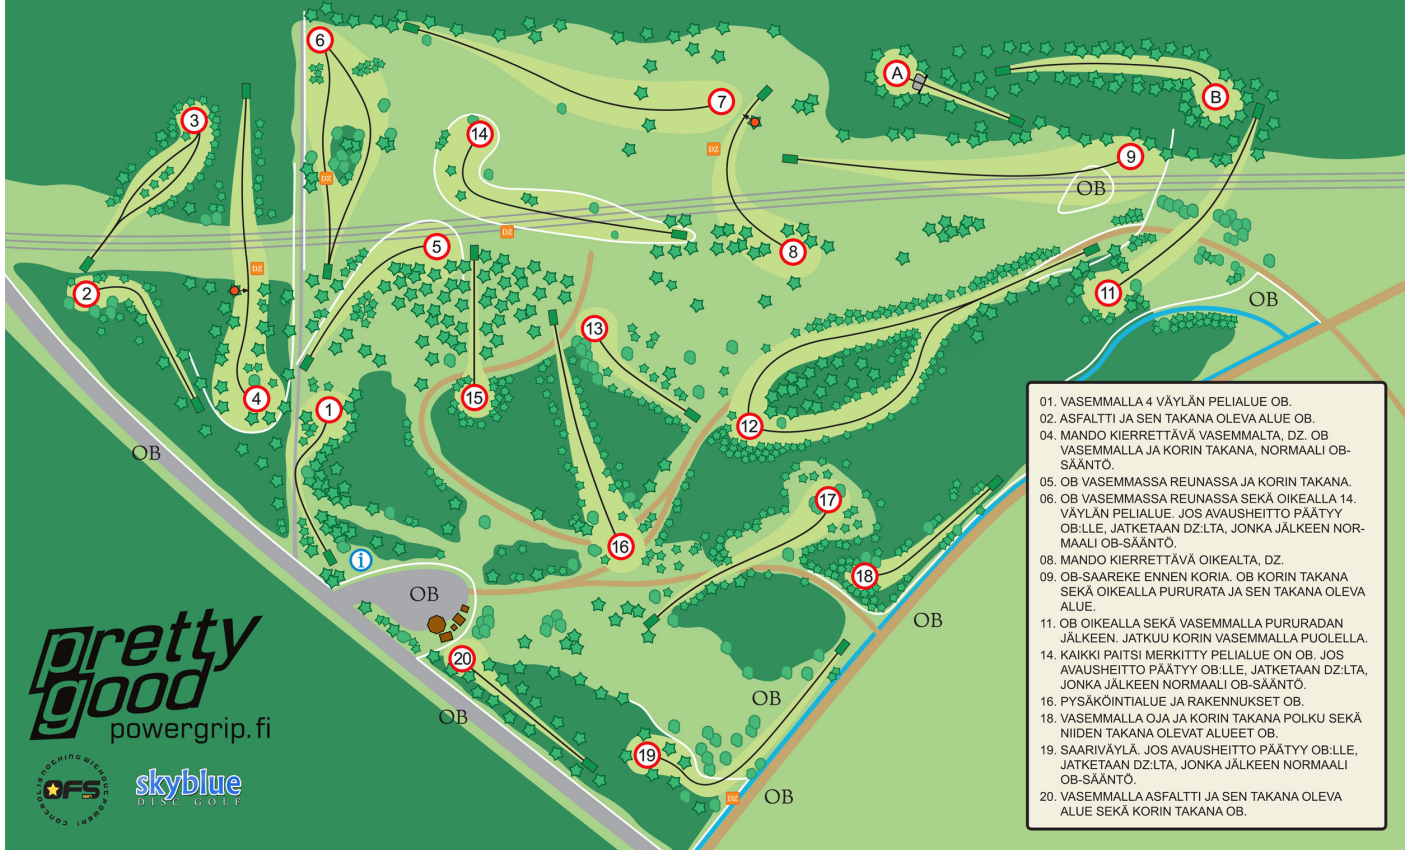 6
7
A
B
3
14
DZ
9
DZ
OB
5
DZ
8
2
DZ
11
OB
13
4
1
15
12
OB
17
16
18
i
OB
OB
20
OB
OB
19
DZ
OB
01. VASEMMALLA 4 VÄYLÄN PELIALUE OB.
02. ASFALTTI JA SEN TAKANA OLEVA ALUE OB.
04. MANDO KIERRETTÄVÄ VASEMMALTA, DZ. OB
VASEMMALLA JA KORIN TAKANA, NORMAALI OB-
SÄÄNTÖ.
05. OB VASEMMASSA REUNASSA JA KORIN TAKANA.
06. OB VASEMMASSA REUNASSA SEKÄ OIKEALLA 14.
VÄYLÄN PELIALUE. JOS AVAUSHEITTO PÄÄTYY
OB:LLE, JATKETAAN DZ:LTA, JONKA JÄLKEEN NOR-
MAALI OB-SÄÄNTÖ.
08. MANDO KIERRETTÄVÄ OIKEALTA, DZ.
09. OB-SAAREKE ENNEN KORIA. OB KORIN TAKANA
SEKÄ OIKEALLA PURURATA JA SEN TAKANA OLEVA
ALUE.
11. OB OIKEALLA SEKÄ VASEMMALLA PURURADAN
JÄLKEEN. JATKUU KORIN VASEMMALLA PUOLELLA.
14. KAIKKI PAITSI MERKITTY PELIALUE ON OB. JOS
AVAUSHEITTO PÄÄTYY OB:LLE, JATKETAAN DZ:LTA,
JONKA JÄLKEEN NORMAALI OB-SÄÄNTÖ.
16. PYSÄKÖINTIALUE JA RAKENNUKSET OB.
18. VASEMMALLA OJA JA KORIN TAKANA POLKU SEKÄ
NIIDEN TAKANA OLEVAT ALUEET OB.
19. SAARIVÄYLÄ. JOS AVAUSHEITTO PÄÄTYY OB:LLE,
JATKETAAN DZ:LTA, JONKA JÄLKEEN NORMAALI
OB-SÄÄNTÖ.
20. VASEMMALLA ASFALTTI JA SEN TAKANA OLEVA
ALUE SEKÄ KORIN TAKANA OB.
pretty
good
powergrip.fi
CONTROL IS NOTHING WITHOUT POWER!
OFS
skyblue
DISC GOLF